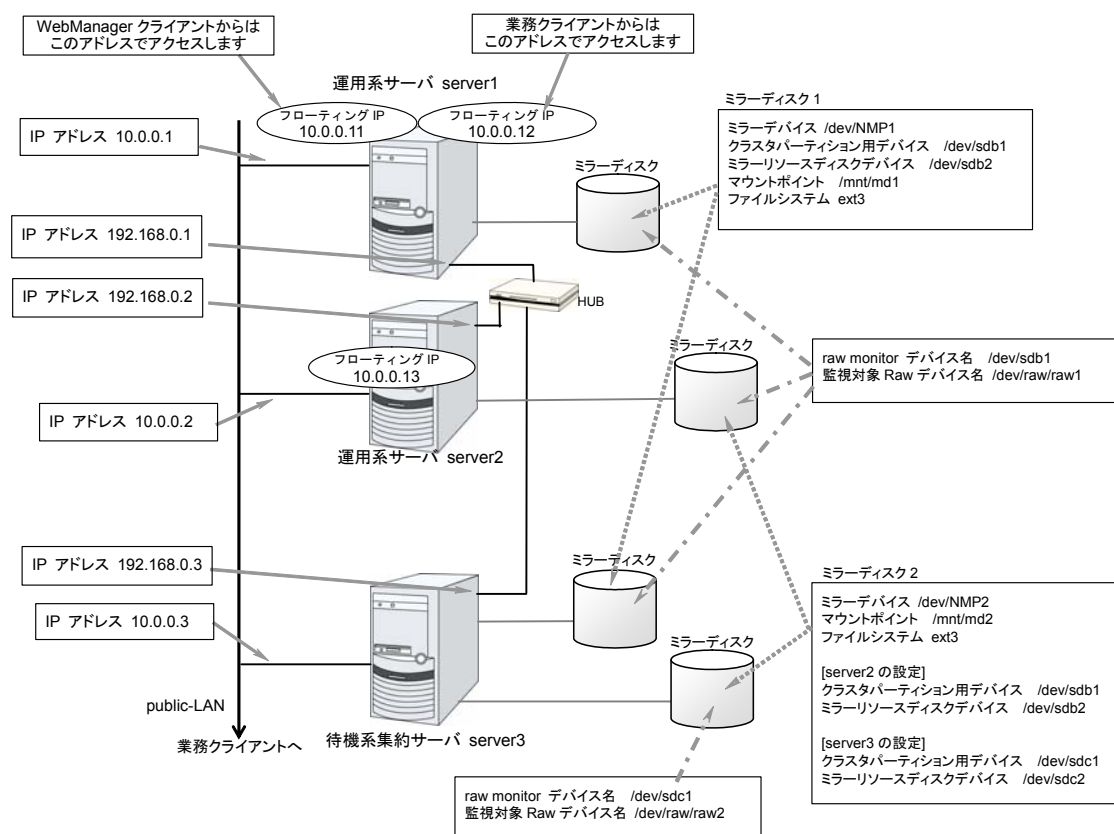 WebManager クライアントからは
このアドレスでアクセスします
業務クライアントからは
このアドレスでアクセスします
運用系サーバ server1
フローティング IP
10.0.0.11
フローティング IP
10.0.0.12
IP アドレス 10.0.0.1
ミラーディスク
ミラーディスク 1
ミラーデバイス /dev/NMP1
クラスタパーティション用デバイス /dev/sdb1
ミラーリソースディスクデバイス /dev/sdb2
マウントポイント /mnt/md1
ファイルシステム ext3
IP アドレス 192.168.0.1
IP アドレス 192.168.0.2
HUB
フローティング IP
10.0.0.13
ミラーディスク
raw monitor デバイス名 /dev/sdb1
監視対象 Raw デバイス名 /dev/raw/raw1
IP アドレス 10.0.0.2
運用系サーバ server2
IP アドレス 192.168.0.3
ミラーディスク
IP アドレス 10.0.0.3
ミラーディスク
ミラーディスク 2
ミラーデバイス /dev/NMP2
マウントポイント /mnt/md2
ファイルシステム ext3
[server2 の設定]
クラスタパーティション用デバイス /dev/sdb1
ミラーリソースディスクデバイス /dev/sdb2
[server3 の設定]
クラスタパーティション用デバイス /dev/sdc1
ミラーリソースディスクデバイス /dev/sdc2
public-LAN
業務クライアントへ
待機系集約サーバ server3
raw monitor デバイス名 /dev/sdc1
監視対象 Raw デバイス名 /dev/raw/raw2